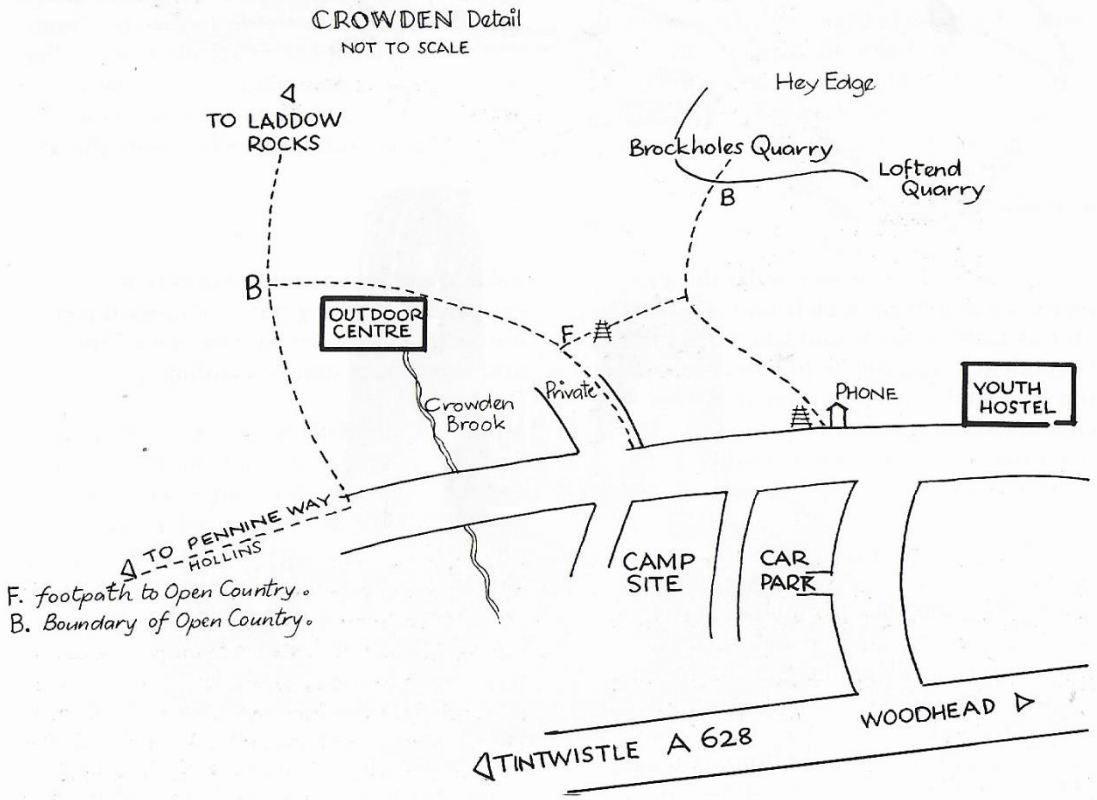 CROWDEN Detail
NOT TO SCALE
TO LADDOW
ROCKS
Hey Edge
Brockholes Quarry
Loftend
Quarry
B
B
OUTDOOR
CENTRE
F
Private
Crowden
Brook
PHONE
YOUTH
HOSTEL
TO PENNINE WAY
HOLLINS
CAMP
SITE
CAR
PARK
F. footpath to Open Country.
B. Boundary of Open Country.
WOODHEAD
TINTWISTLE A 628